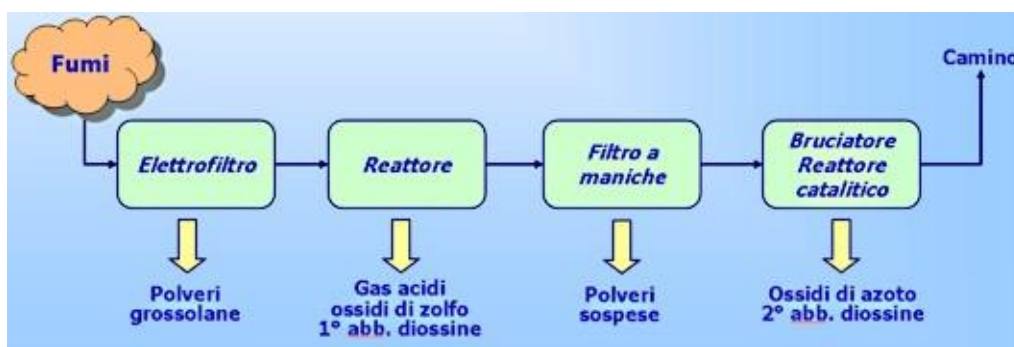 Fumi
Camino
Elettrofiltro
Reattore
Filtro a
maniche
Bruciatore
Reattore
catalitico
Polveri
grossolane
Gas acidi
ossidi di zolfo
1° abb. diossine
Polveri
sospese
Ossidi di azoto
2° abb. diossine